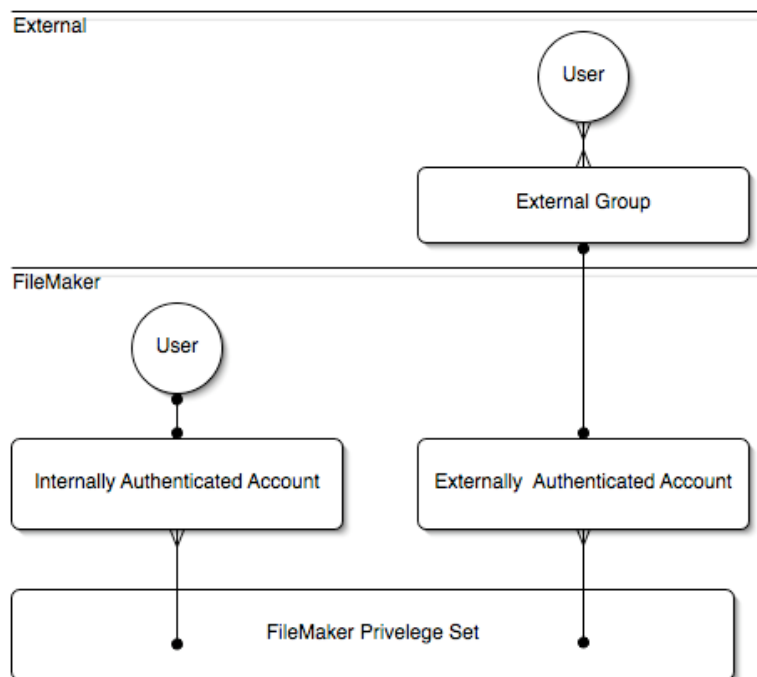 External
User
External Group
FileMaker
User
Internally Authenticated Account
Externally Authenticated Account
FileMaker Privelege Set